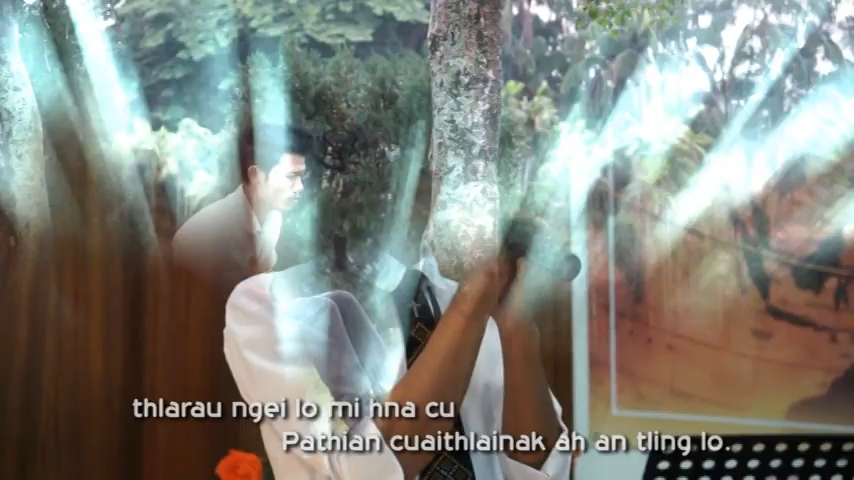 thlarau ngei lo mi hna cu
Pathian cuaithlainak ah an tling lo.